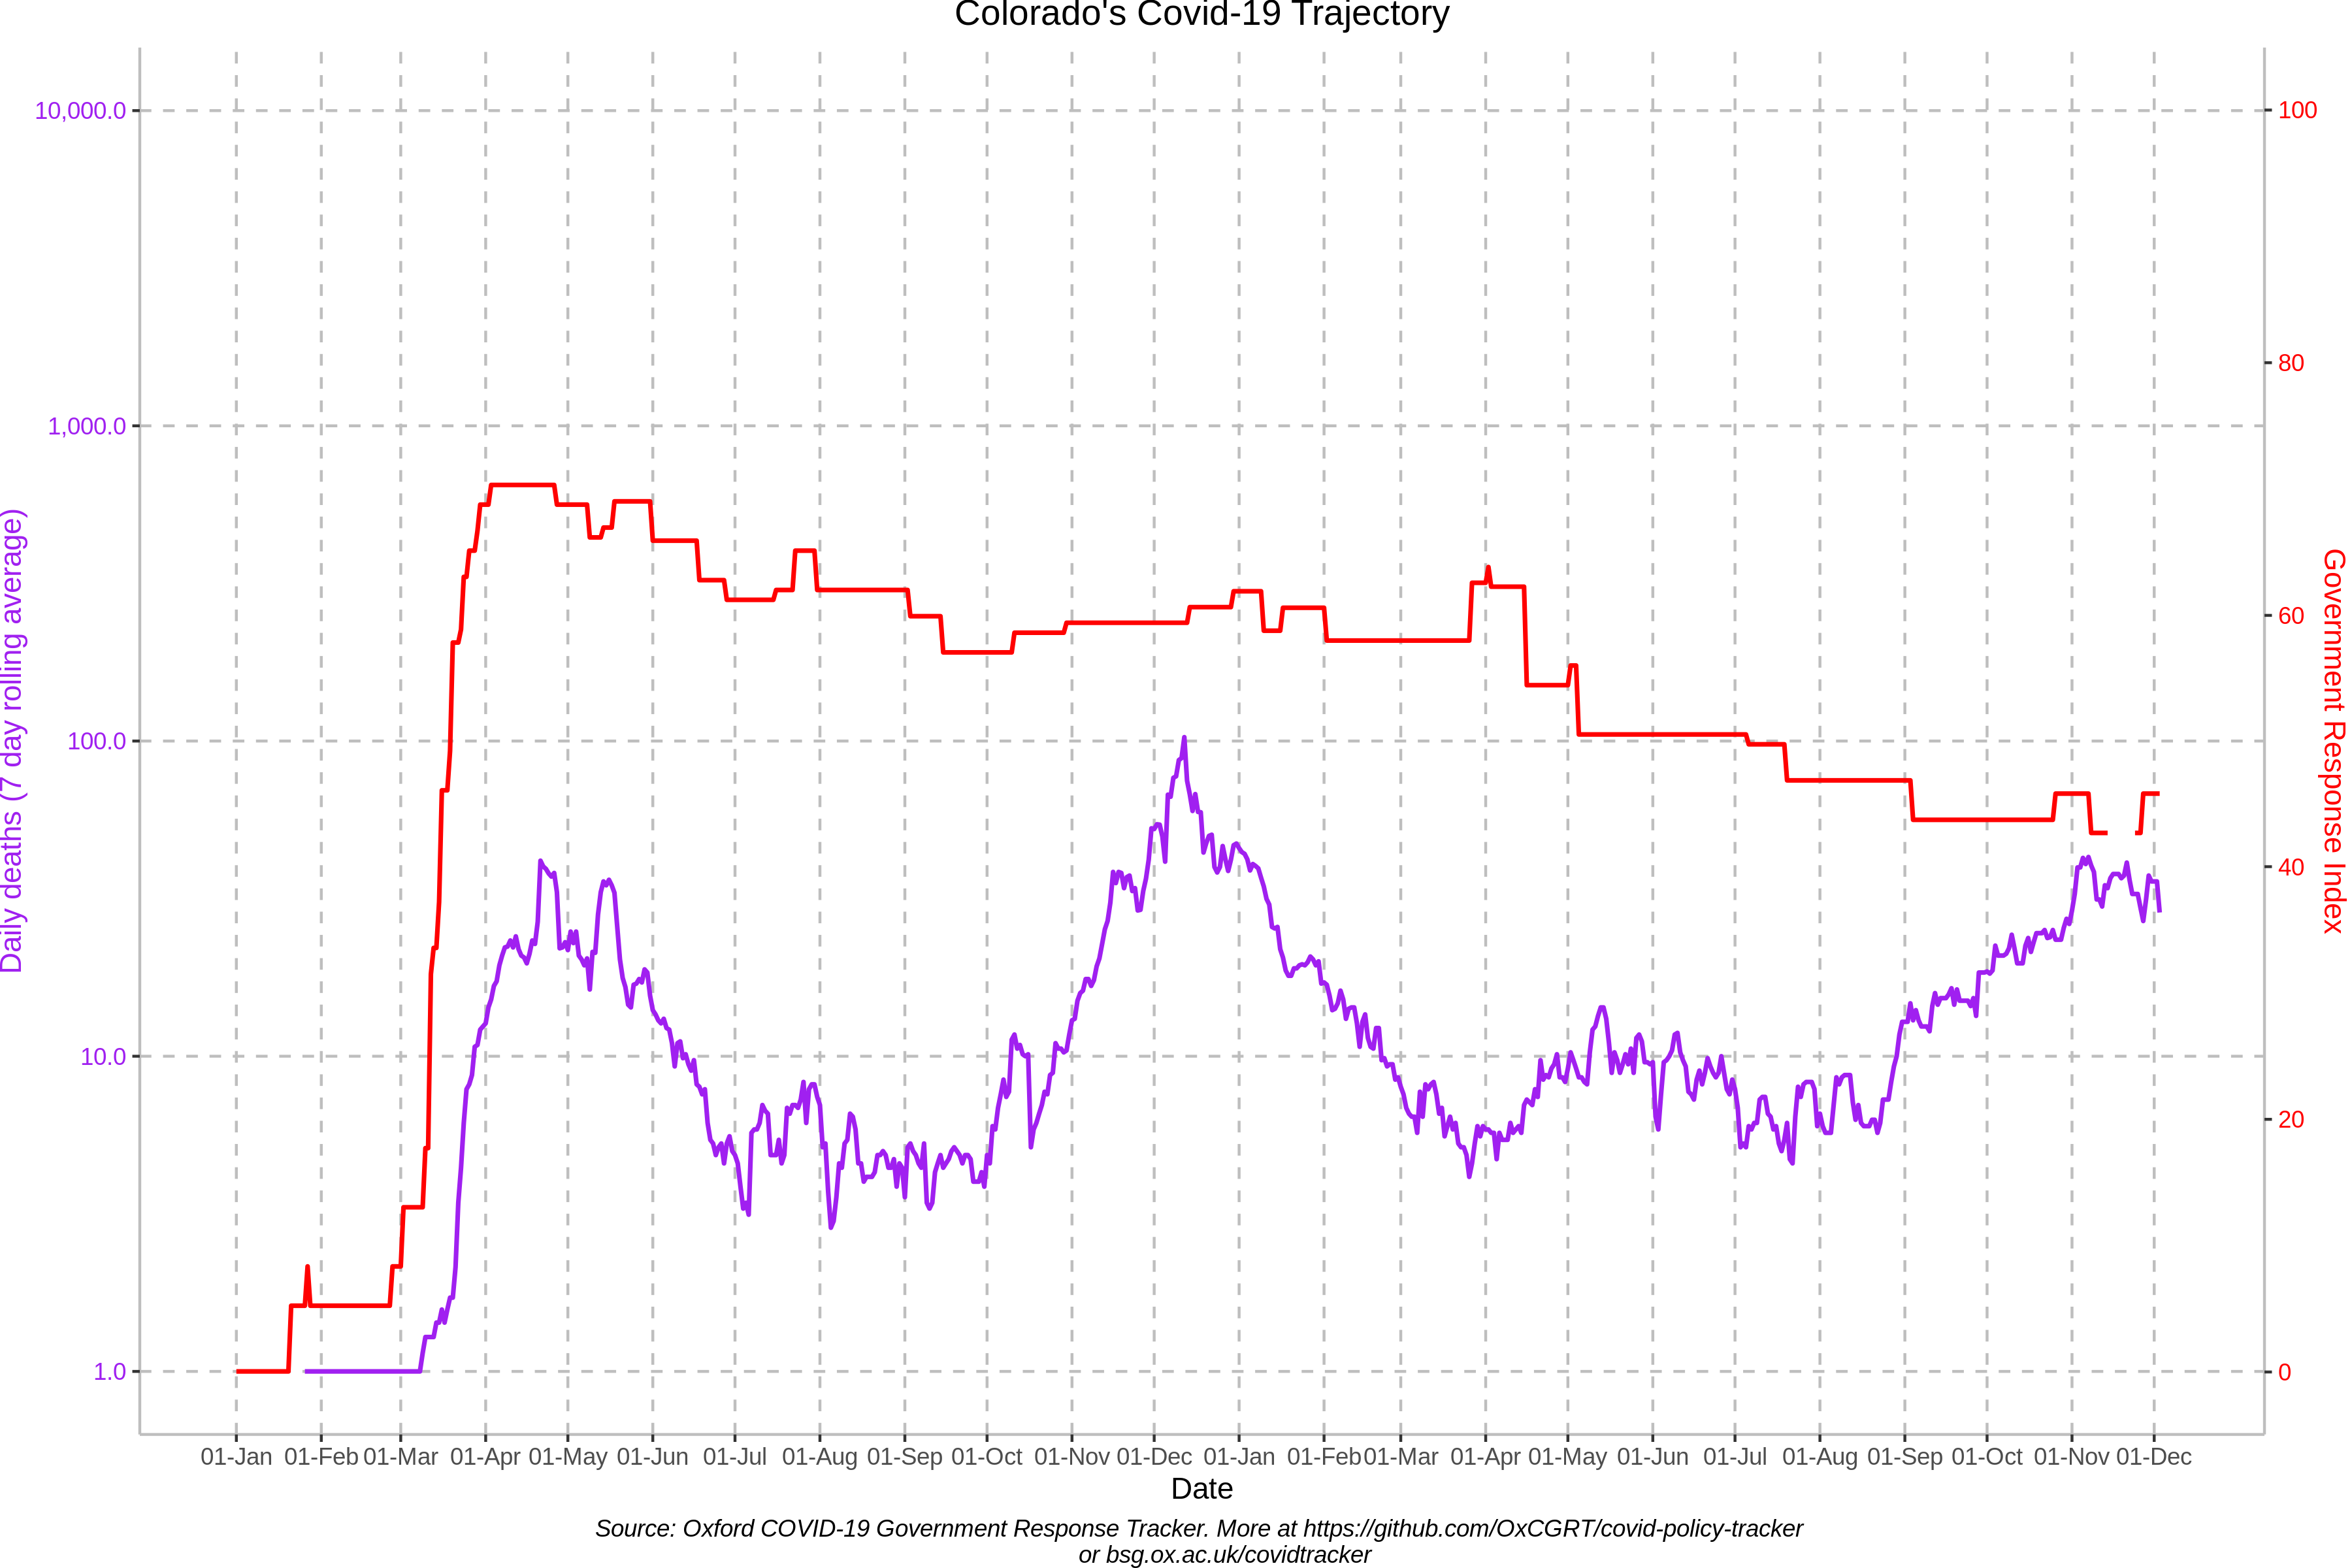 Colorado's Covid-19 Trajectory
10,000.0
1,000.0
100.0
10.0
1.0
Daily deaths (7 day rolling average)
100
80
60
40
20
0
Government Response Index
01-Jan 01-Feb 01-Mar 01-Apr 01-May 01-Jun 01-Jul 01-Aug 01-Sep 01-Oct 01-Nov 01-Dec 01-Jan 01-Feb 01-Mar 01-Apr 01-May 01-Jun 01-Jul 01-Aug 01-Sep 01-Oct 01-Nov 01-Dec
Date
Source: Oxford COVID-19 Government Response Tracker. More at https://github.com/OxCGRT/covid-policy-tracker
or bsg.ox.ac.uk/covidtracker